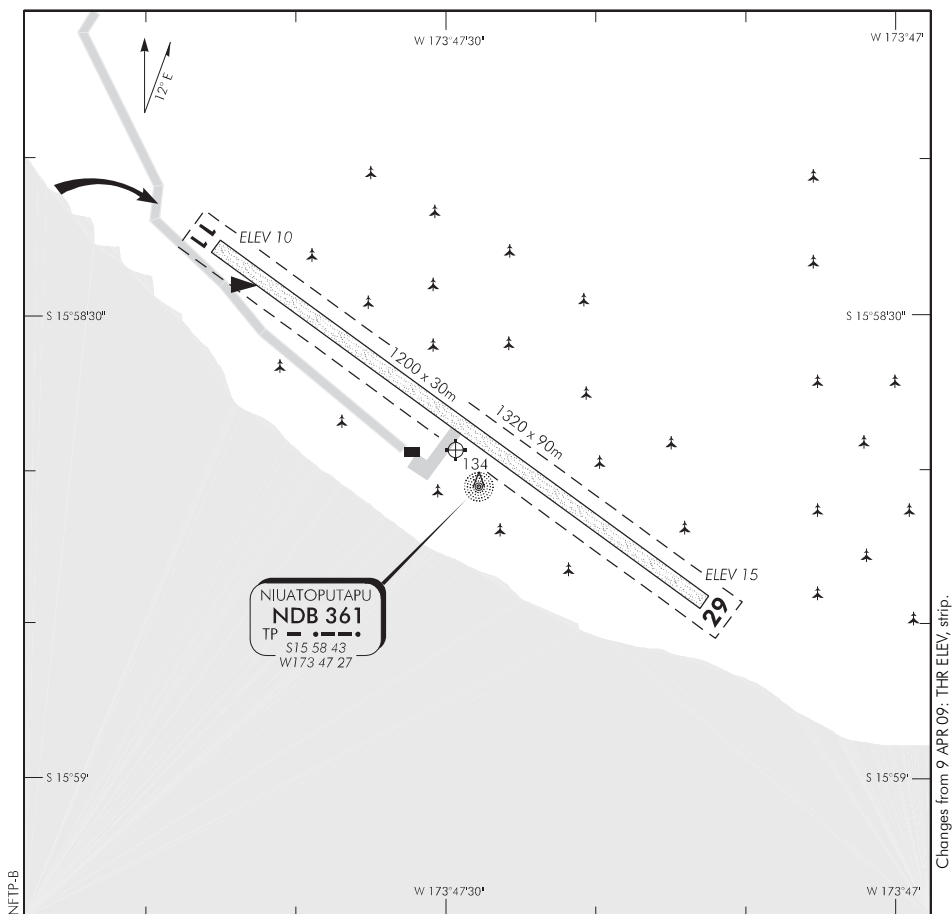 W 173°47'30"
W 173°47'
12° E
11
ELEV 10
S 15°58'30"
S 15°58'30"
1200 x 30m
1320 x 90m
134
ELEV 15
29
NIUATOPUTAPU
NDB 361
TP
S15 58 43
W173 47 27
S 15°59'
S 15°59'
W 173°47'30"
W 173°47'
NFTP-B
Changes from 9 APR 09: THR ELEV, strip.